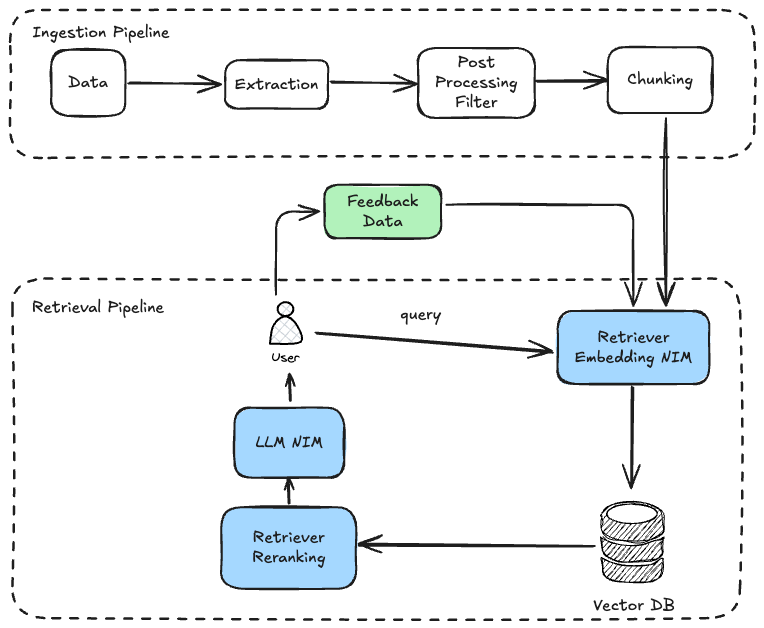 Ingestion Pipeline
Data
Extraction
Post
Processing
Filter
Chunking
Feedback
Data
Retrieval Pipeline
query
User
Retriever
Embedding NIM
LLM NIM
Retriever
Reranking
Vector DB